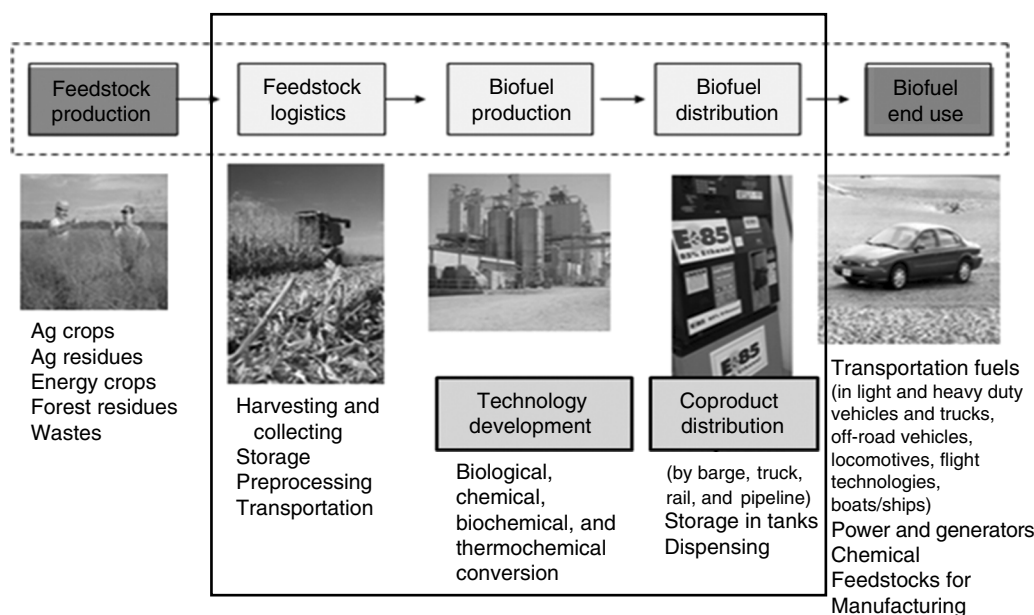 Feedstock
production
Feedstock
logistics
Biofuel
production
Biofuel
distribution
Biofuel
end use
Ag crops
Ag residues
Energy crops
Forest residues
Wastes
Harvesting and
collecting
Storage
Preprocessing
Transportation
Technology
development
Biological,
chemical,
biochemical, and
thermochemical
conversion
E85
85% Ethanol
E85
Coproduct
distribution
(by barge, truck,
rail, and pipeline)
Storage in tanks
Dispensing
Transportation fuels
(in light and heavy duty
vehicles and trucks,
off-road vehicles,
locomotives, flight
technologies,
boats/ships)
Power and generators
Chemical
Feedstocks for
Manufacturing